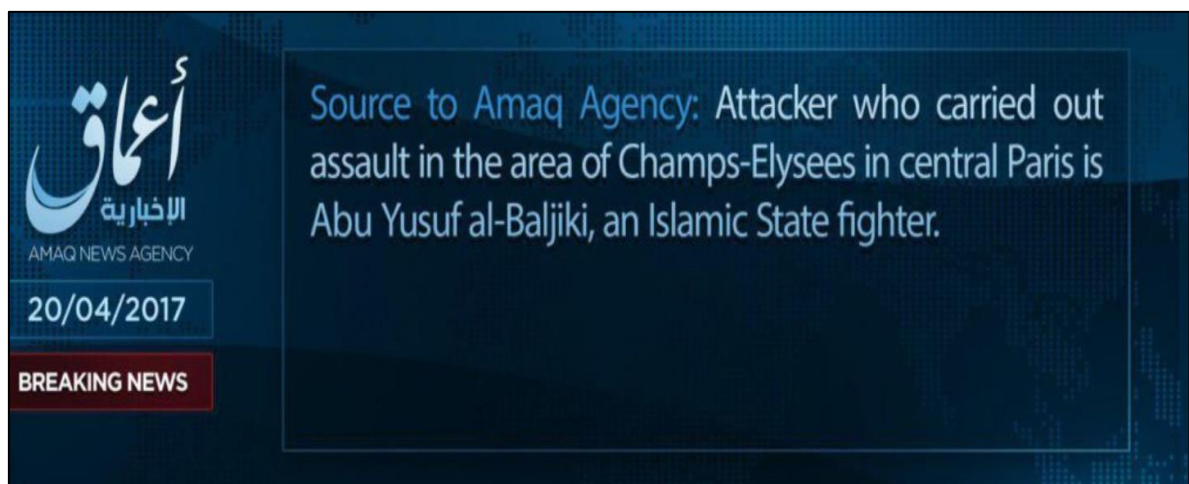 أعماق
الإخبارية
AMAQ NEWS AGENCY
20/04/2017
BREAKING NEWS
Source to Amaq Agency: Attacker who carried out
assault in the area of Champs-Elysees in central Paris is
Abu Yusuf al-Baljiki, an Islamic State fighter.